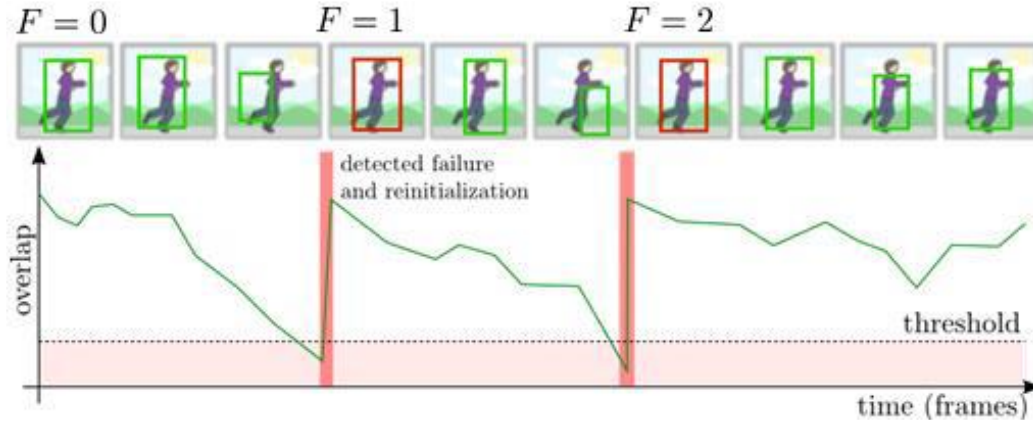 F = 0
F = 1
F = 2
detected failure
and reinitialization
overlap
threshold
time (frames)